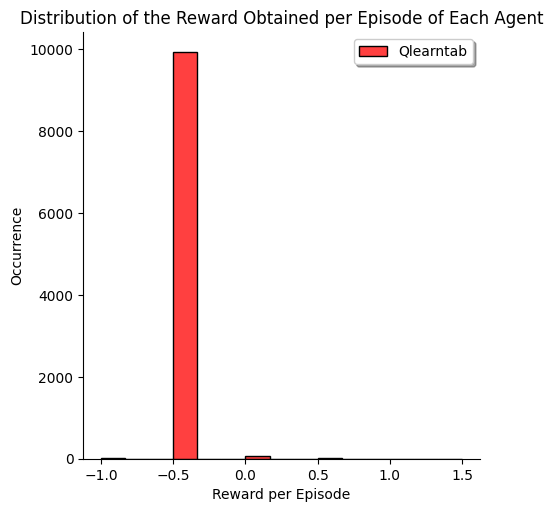 Distribution of the Reward Obtained per Episode of Each Agent
Qlearntab
10000
8000
6000
4000
2000
0
Occurrence
−1.0 −0.5 0.0 0.5 1.0 1.5
Reward per Episode